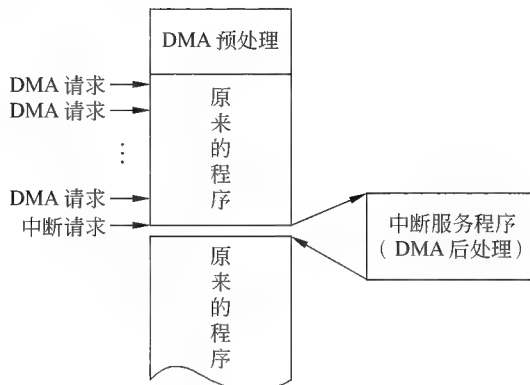 DMA 预处理
DMA 请求
DMA 请求
⋮
DMA 请求
中断请求
原来的程序
中断服务程序
（DMA 后处理）
原来的程序